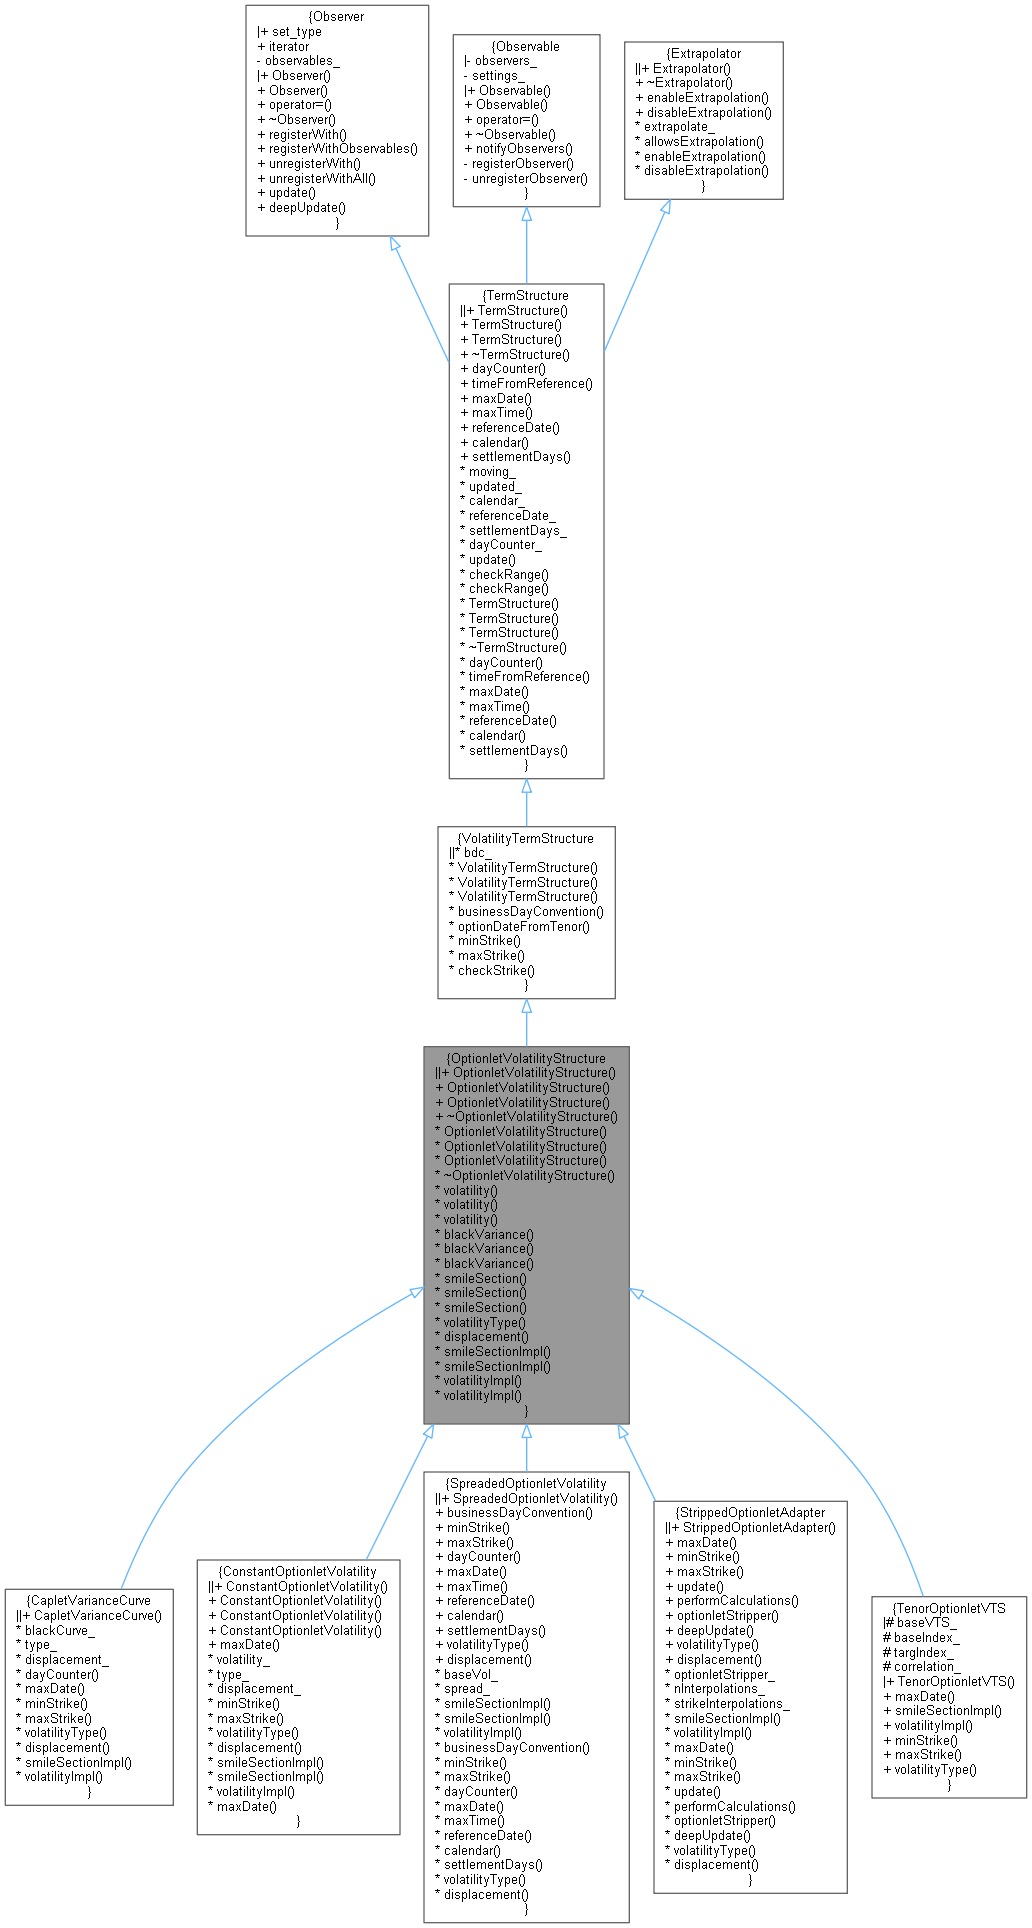 {Observer
|+ set_type
+ iterator
- observables_
|+ Observer()
+ Observer()
+ operator=()
+ ~Observer()
+ registerWith()
+ registerWithObservables()
+ unregisterWith()
+ unregisterWithAll()
+ update()
+ deepUpdate()
}
{Observable
|- observers_
- settings_
|+ Observable()
+ Observable()
+ operator=()
+ ~Observable()
+ notifyObservers()
- registerObserver()
- unregisterObserver()
}
{Extrapolator
||+ Extrapolator()
+ ~Extrapolator()
+ enableExtrapolation()
+ disableExtrapolation()
* extrapolate_
* allowsExtrapolation()
* enableExtrapolation()
* disableExtrapolation()
}
{TermStructure
||+ TermStructure()
+ TermStructure()
+ TermStructure()
+ ~TermStructure()
+ dayCounter()
+ timeFromReference()
+ maxDate()
+ maxTime()
+ referenceDate()
+ calendar()
+ settlementDays()
* moving_
* updated_
* calendar_
* referenceDate_
* settlementDays_
* dayCounter_
* update()
* checkRange()
* checkRange()
* TermStructure()
* TermStructure()
* TermStructure()
* ~TermStructure()
* dayCounter()
* timeFromReference()
* maxDate()
* maxTime()
* referenceDate()
* calendar()
* settlementDays()
}
{VolatilityTermStructure
||* bdc_
* VolatilityTermStructure()
* VolatilityTermStructure()
* VolatilityTermStructure()
* businessDayConvention()
* optionDateFromTenor()
* minStrike()
* maxStrike()
* checkStrike()
}
{OptionletVolatilityStructure
||+ OptionletVolatilityStructure()
+ OptionletVolatilityStructure()
+ OptionletVolatilityStructure()
+ ~OptionletVolatilityStructure()
* OptionletVolatilityStructure()
* OptionletVolatilityStructure()
* OptionletVolatilityStructure()
* ~OptionletVolatilityStructure()
* volatility()
* volatility()
* volatility()
* blackVariance()
* blackVariance()
* blackVariance()
* smileSection()
* smileSection()
* smileSection()
* volatilityType()
* displacement()
* smileSectionImpl()
* smileSectionImpl()
* volatilityImpl()
* volatilityImpl()
}
{CapletVarianceCurve
||+ CapletVarianceCurve()
* blackCurve_
* type_
* displacement_
* dayCounter()
* maxDate()
* minStrike()
* maxStrike()
* volatilityType()
* displacement()
* smileSectionImpl()
* volatilityImpl()
}
{ConstantOptionletVolatility
||+ ConstantOptionletVolatility()
+ ConstantOptionletVolatility()
+ ConstantOptionletVolatility()
+ ConstantOptionletVolatility()
+ maxDate()
* volatility_
* type_
* displacement_
* minStrike()
* maxStrike()
* volatilityType()
* displacement()
* smileSectionImpl()
* smileSectionImpl()
* volatilityImpl()
* maxDate()
}
{SpreadedOptionletVolatility
||+ SpreadedOptionletVolatility()
+ businessDayConvention()
+ minStrike()
+ maxStrike()
+ dayCounter()
+ maxDate()
+ maxTime()
+ referenceDate()
+ calendar()
+ settlementDays()
+ volatilityType()
+ displacement()
* baseVol_
* spread_
* smileSectionImpl()
* smileSectionImpl()
* volatilityImpl()
* businessDayConvention()
* minStrike()
* maxStrike()
* dayCounter()
* maxDate()
* maxTime()
* referenceDate()
* calendar()
* settlementDays()
* volatilityType()
* displacement()
}
{StrippedOptionletAdapter
||+ StrippedOptionletAdapter()
+ maxDate()
+ minStrike()
+ maxStrike()
+ update()
+ performCalculations()
+ optionletStripper()
+ deepUpdate()
+ volatilityType()
+ displacement()
* optionletStripper_
* nInterpolations_
* strikeInterpolations_
* smileSectionImpl()
* volatilityImpl()
* maxDate()
* minStrike()
* maxStrike()
* update()
* performCalculations()
* optionletStripper()
* deepUpdate()
* volatilityType()
* displacement()
}
{TenorOptionletVTS
|# baseVTS_
# baseIndex_
# targIndex_
# correlation_
|+ TenorOptionletVTS()
+ maxDate()
+ smileSectionImpl()
+ volatilityImpl()
+ minStrike()
+ maxStrike()
+ volatilityType()
}